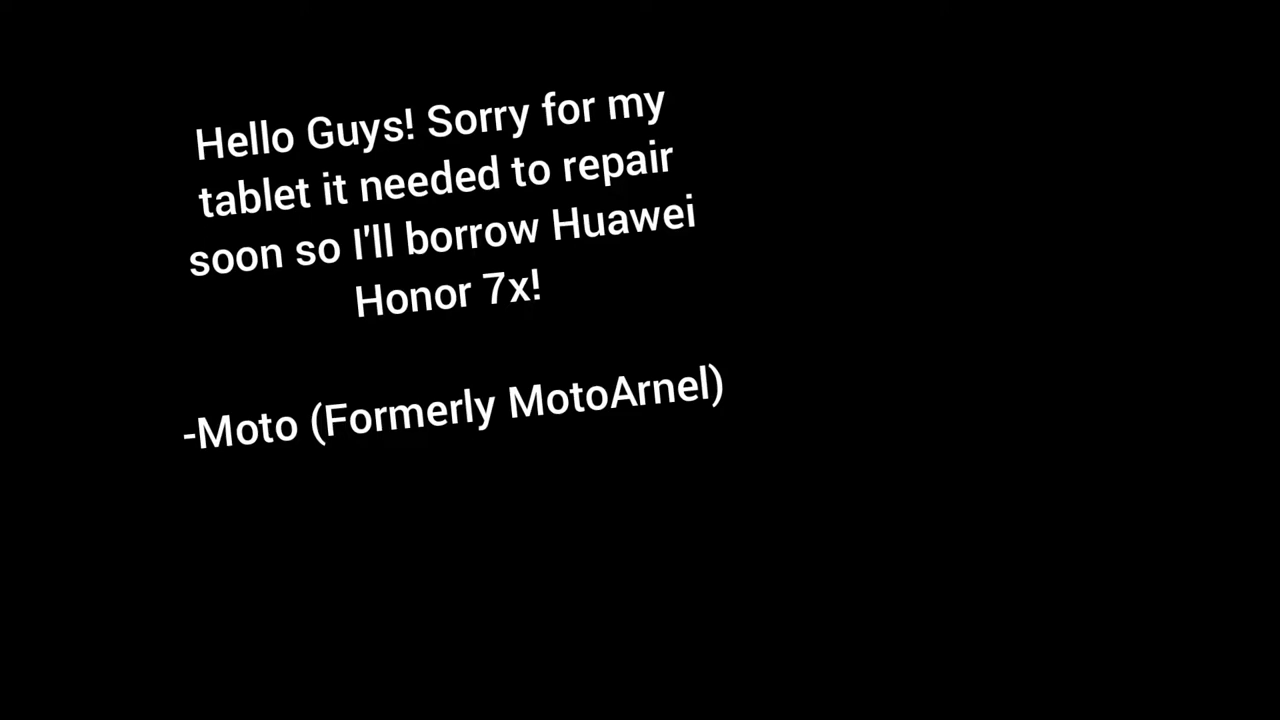 Hello Guys! Sorry for my
tablet it needed to repair
soon so I'll borrow Huawei
Honor 7x!
-Moto (Formerly MotoArnel)